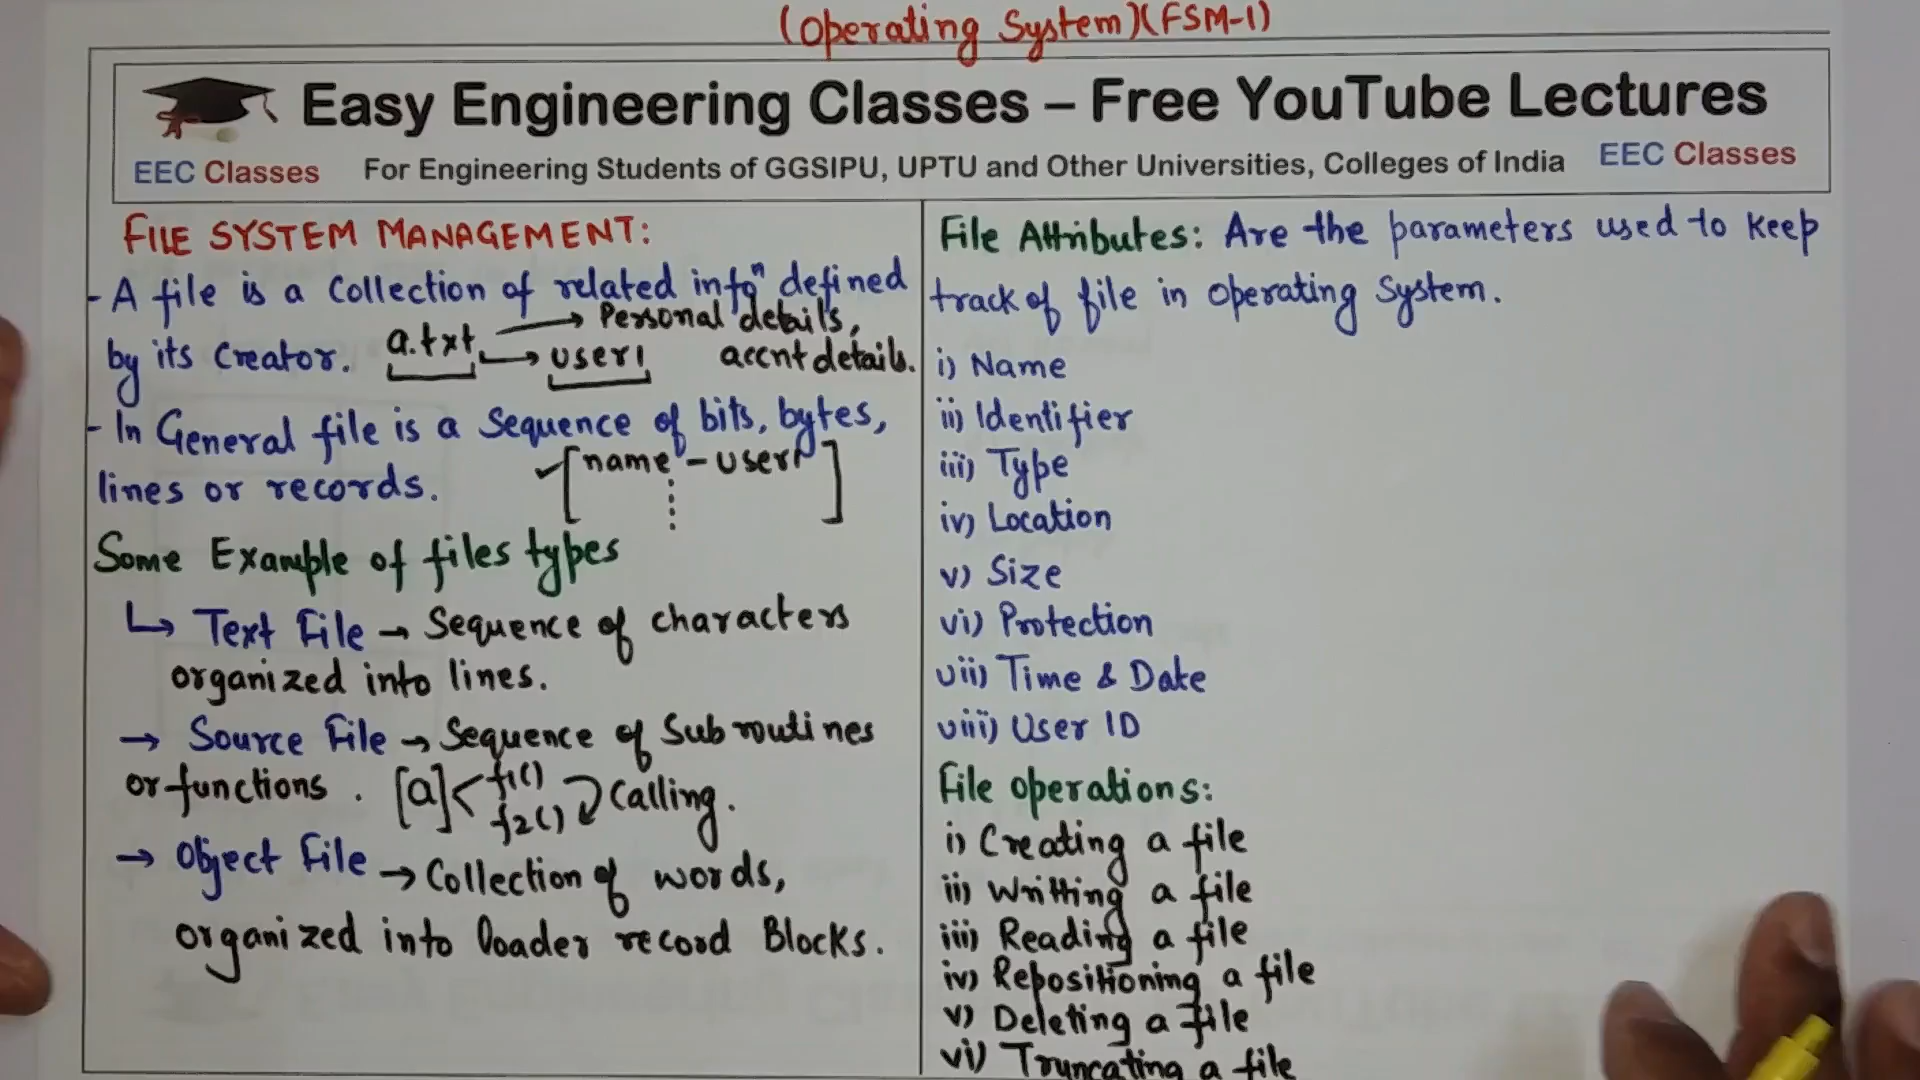 (Operating System)(FSM-1)
Easy Engineering Classes – Free YouTube Lectures
EEC Classes For Engineering Students of GGSIPU, UPTU and Other Universities, Colleges of India EEC Classes
FILE SYSTEM MANAGEMENT:
- A file is a Collection of related infoⁿ defined
by its Creator. a.txt → Personal details,
→ user1 accnt details.
- In General file is a Sequence of bits, bytes,
lines or records. [name - user1]
Some Example of files types
↳ Text File → Sequence of characters
organized into lines.
→ Source File → Sequence of Subroutines
or functions. [a] < f1()
f2() Calling.
→ Object File → Collection of words,
organized into loader record Blocks.
File Attributes: Are the parameters used to keep
track of file in operating System.
i) Name
ii) Identifier
iii) Type
iv) Location
v) Size
vi) Protection
vii) Time & Date
viii) User ID
File operations:
i) Creating a file
ii) Writting a file
iii) Reading a file
iv) Repositioning a file
v) Deleting a file
vi) Truncating a file